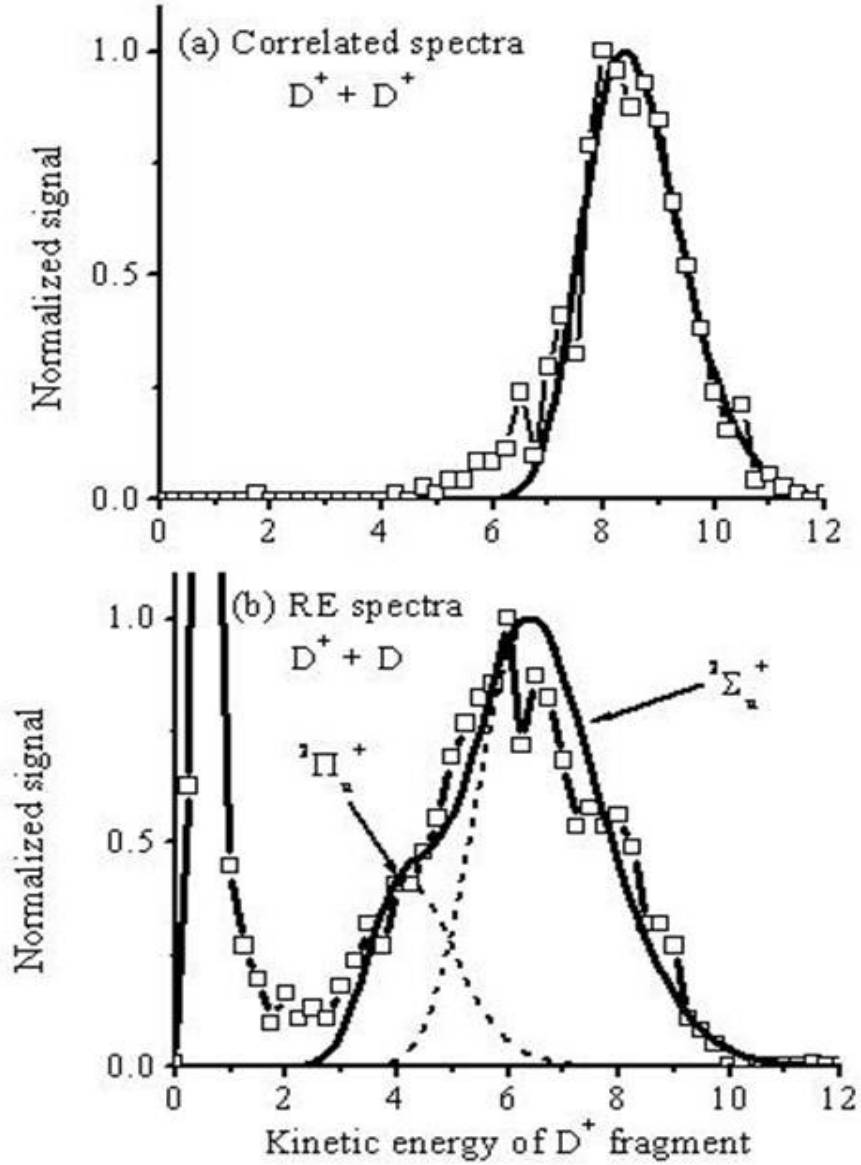 (a) Correlated spectra
D⁺ + D⁺
Normalized signal
1.0
0.5
0.0
0 2 4 6 8 10 12
(b) RE spectra
D⁺ + D
²Πᵤ⁺
²Σᵤ⁺
Normalized signal
1.0
0.5
0.0
0 2 4 6 8 10 12
Kinetic energy of D⁺ fragment